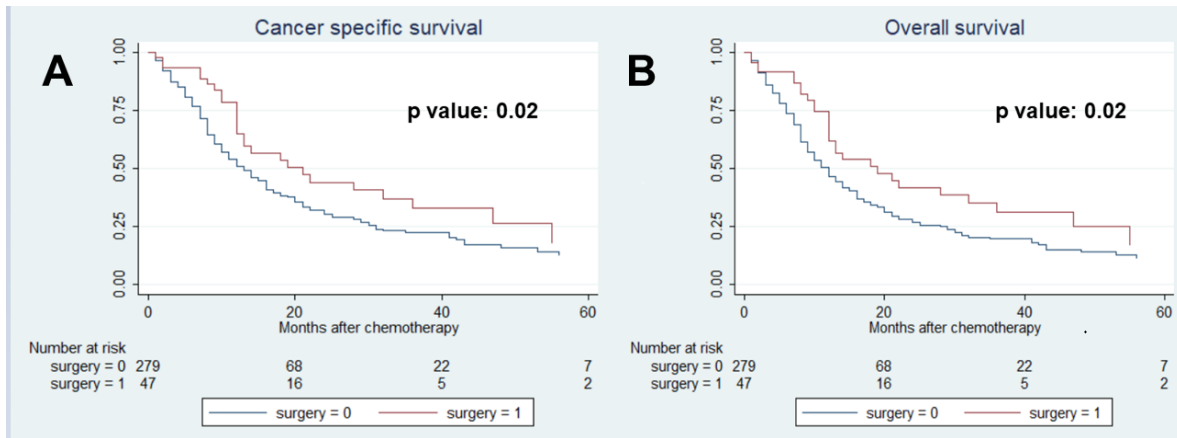 Cancer specific survival
A
p value: 0.02
1.00
0.75
0.50
0.25
0.00
0 20 40 60
Months after chemotherapy
Number at risk
surgery = 0 279 68 22 7
surgery = 1 47 16 5 2
Overall survival
B
p value: 0.02
1.00
0.75
0.50
0.25
0.00
0 20 40 60
Months after chemotherapy
Number at risk
surgery = 0 279 68 22 7
surgery = 1 47 16 5 2
surgery = 0 surgery = 1
surgery = 0 surgery = 1